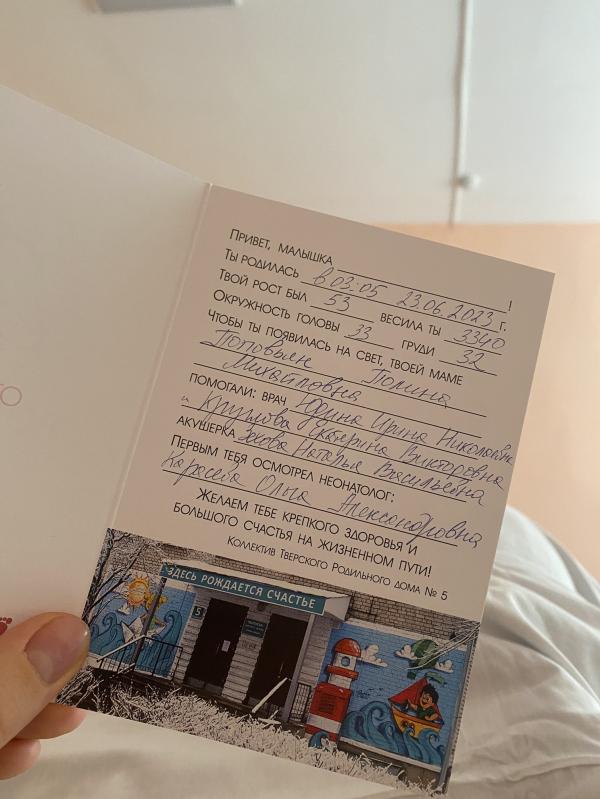 ПРИВЕТ, МАЛЫШКА !
ТЫ РОДИЛАСЬ в 03:05 23.06.2023 г.
ТВОЙ РОСТ БЫЛ 53 ВЕСИЛА ТЫ 3340
ОКРУЖНОСТЬ ГОЛОВЫ 33 ГРУДИ 32
ЧТОБЫ ТЫ ПОЯВИЛАСЬ НА СВЕТ, ТВОЕЙ МАМЕ
Поповьян Полина
Михайловна
ПОМОГАЛИ: ВРАЧ Юдина Ирина Николаевна
и Круглова Екатерина Викторовна
АКУШЕРКА Наталья Васильевна
ПЕРВЫМ ТЕБЯ ОСМОТРЕЛ НЕОНАТОЛОГ:
Карасева Ольга Александровна
ЖЕЛАЕМ ТЕБЕ КРЕПКОГО ЗДОРОВЬЯ И
БОЛЬШОГО СЧАСТЬЯ НА ЖИЗНЕННОМ ПУТИ!
КОЛЛЕКТИВ ТВЕРСКОГО РОДИЛЬНОГО ДОМА № 5
ЗДЕСЬ РОЖДАЕТСЯ СЧАСТЬЕ
5